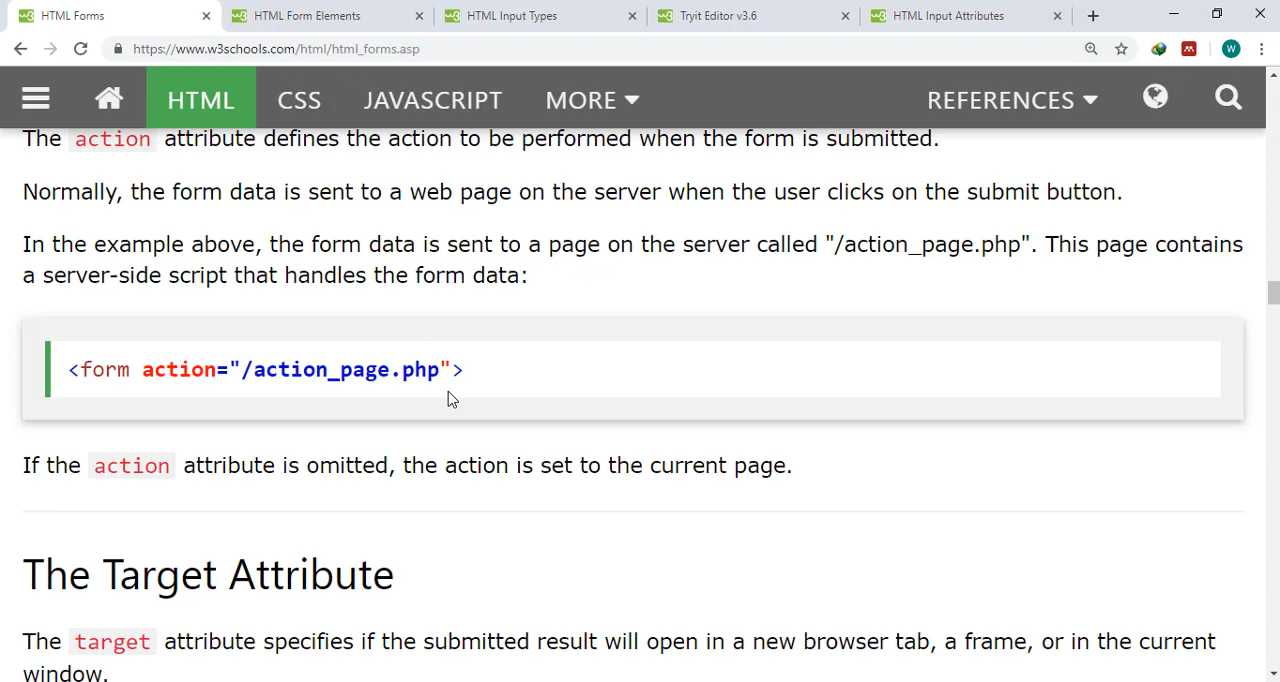 HTML Forms
HTML Form Elements
HTML Input Types
Tryit Editor v3.6
HTML Input Attributes
https://www.w3schools.com/html/html_forms.asp
W
HTML
CSS
JAVASCRIPT
MORE
REFERENCES
The action attribute defines the action to be performed when the form is submitted.
Normally, the form data is sent to a web page on the server when the user clicks on the submit button.
In the example above, the form data is sent to a page on the server called "/action_page.php". This page contains
a server-side script that handles the form data:
<form action="/action_page.php">
If the action attribute is omitted, the action is set to the current page.
The Target Attribute
The target attribute specifies if the submitted result will open in a new browser tab, a frame, or in the current
window.